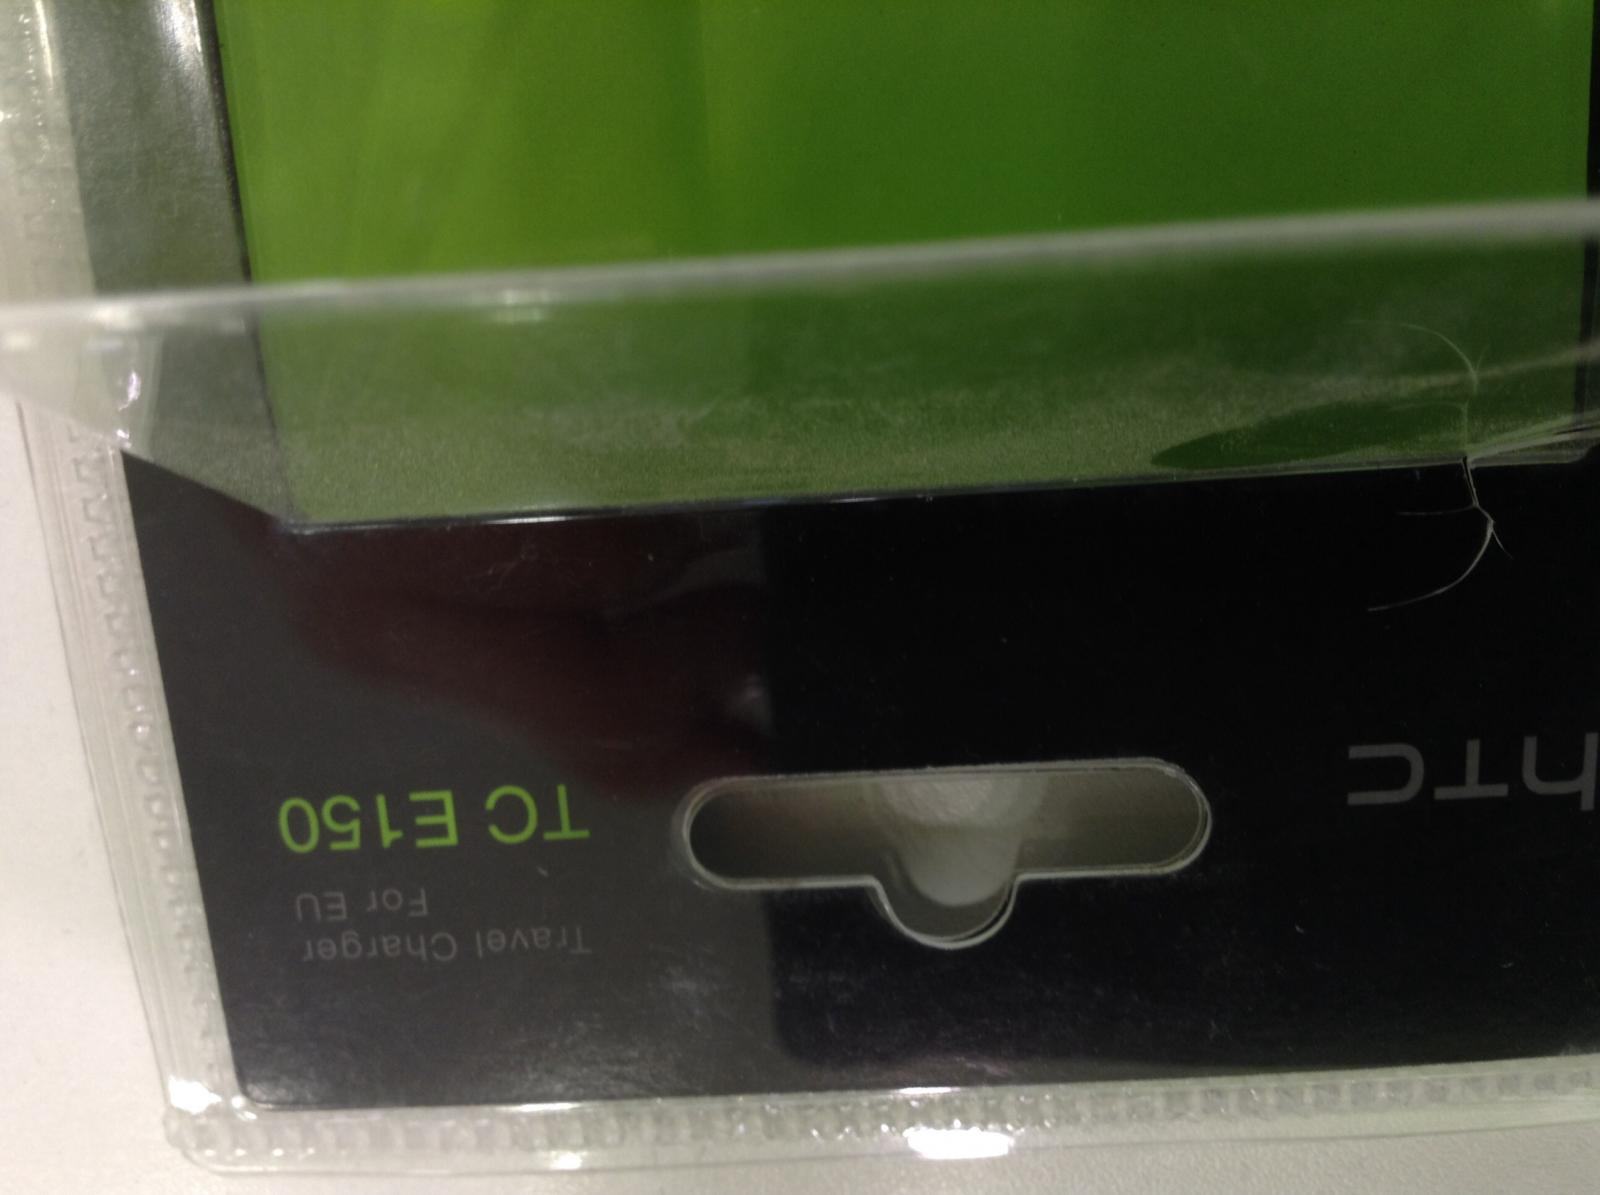 htc
TC E150
Travel Charger
For EU